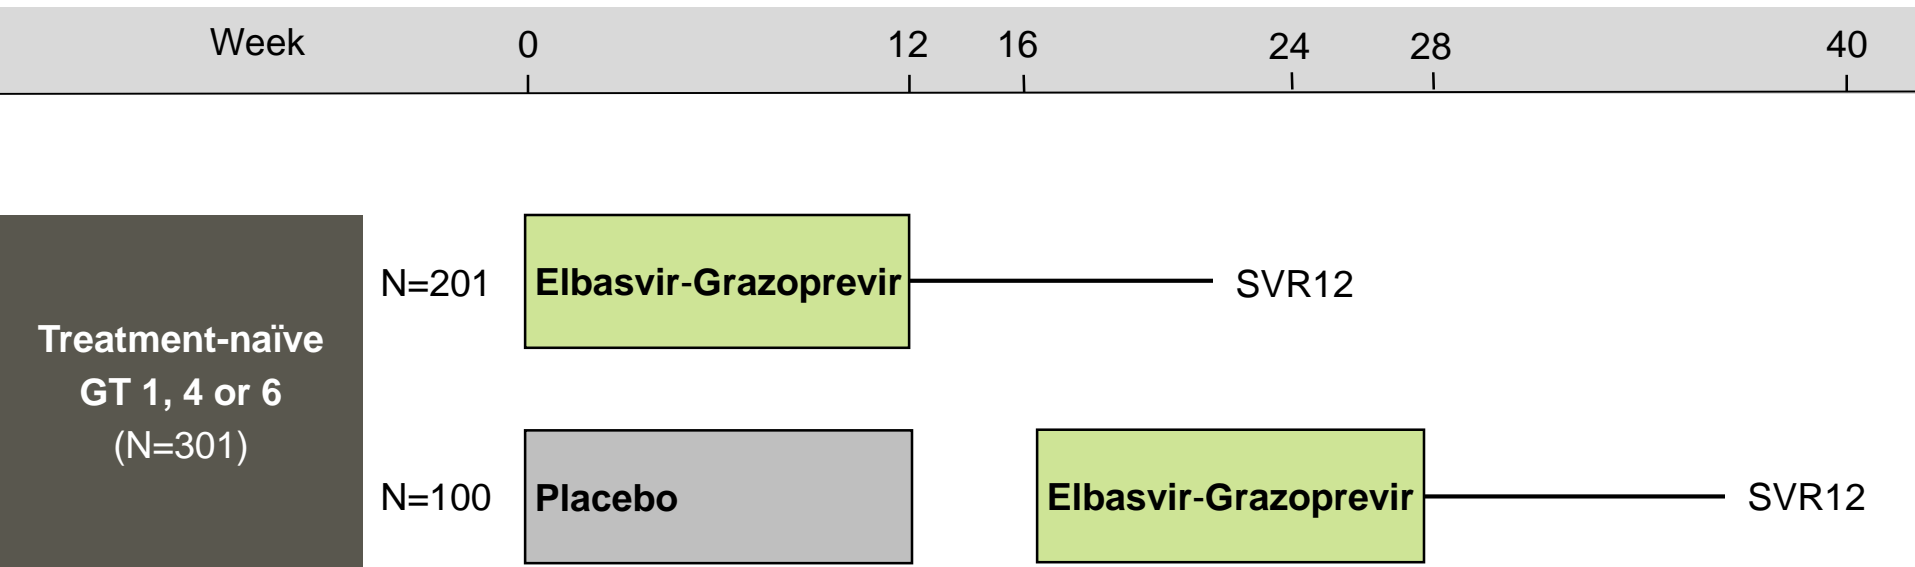 Week 0 12 16 24 28 40
Treatment-naïve
GT 1, 4 or 6
(N=301)
N=201 Elbasvir-Grazoprevir SVR12
N=100 Placebo Elbasvir-Grazoprevir SVR12